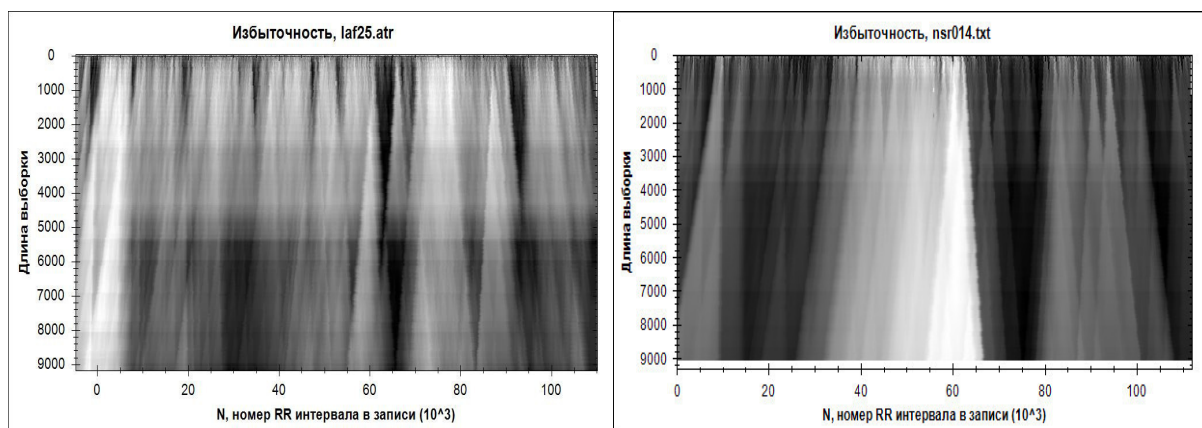 Избыточность, laf25.atr
0
1000
2000
3000
4000
5000
6000
7000
8000
9000
Длина выборки
0 20 40 60 80 100
N, номер RR интервала в записи (10^3)
Избыточность, nsr014.txt
0
1000
2000
3000
4000
5000
6000
7000
8000
9000
Длина выборки
0 20 40 60 80 100
N, номер RR интервала в записи (10^3)